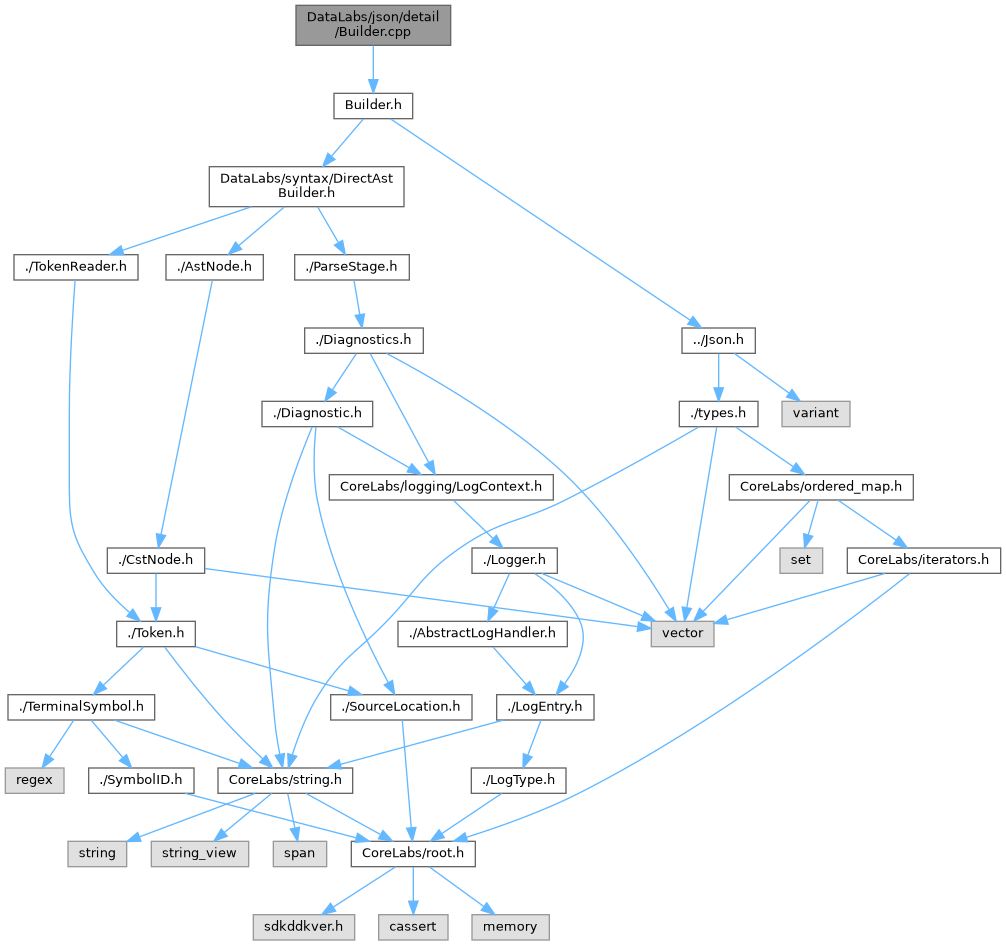 DataLabs/json/detail
/Builder.cpp
Builder.h
DataLabs/syntax/DirectAst
Builder.h
./TokenReader.h
./AstNode.h
./ParseStage.h
./Diagnostics.h
../Json.h
./Diagnostic.h
./types.h
variant
CoreLabs/logging/LogContext.h
CoreLabs/ordered_map.h
./CstNode.h
./Logger.h
set
CoreLabs/iterators.h
./Token.h
./AbstractLogHandler.h
vector
./TerminalSymbol.h
./SourceLocation.h
./LogEntry.h
regex
./SymbolID.h
CoreLabs/string.h
./LogType.h
string
string_view
span
CoreLabs/root.h
sdkddkver.h
cassert
memory